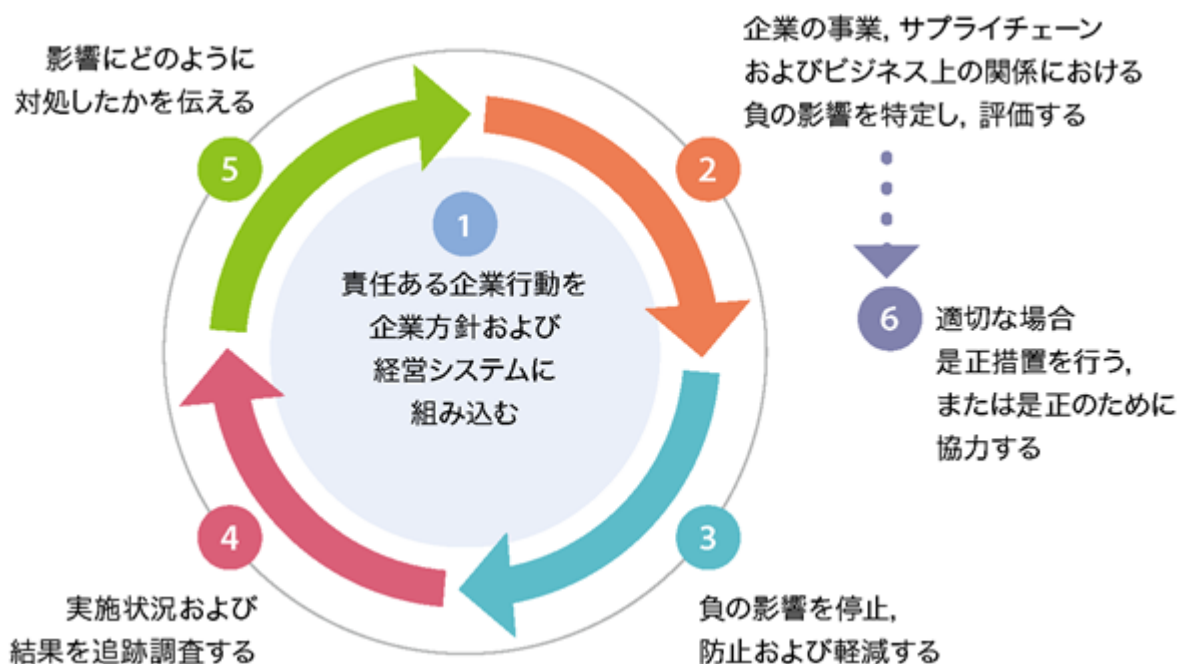 1
責任ある企業行動を
企業方針および
経営システムに
組み込む
2
企業の事業, サプライチェーン
およびビジネス上の関係における
負の影響を特定し, 評価する
3
負の影響を停止,
防止および軽減する
4
実施状況および
結果を追跡調査する
5
影響にどのように
対処したかを伝える
6
適切な場合
是正措置を行う,
または是正のために
協力する